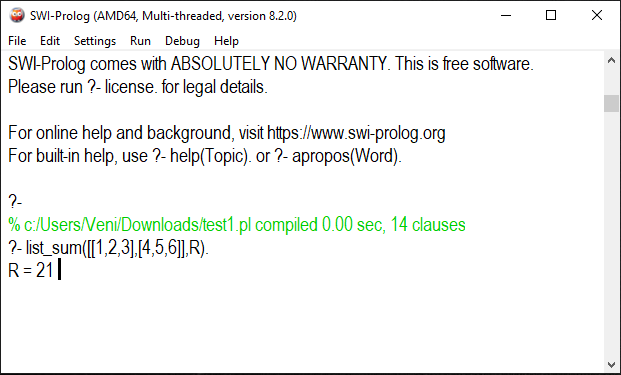 SWI-Prolog (AMD64, Multi-threaded, version 8.2.0)
File Edit Settings Run Debug Help
SWI-Prolog comes with ABSOLUTELY NO WARRANTY. This is free software.
Please run ?- license. for legal details.
For online help and background, visit https://www.swi-prolog.org
For built-in help, use ?- help(Topic). or ?- apropos(Word).
?-
% c:/Users/Veni/Downloads/test1.pl compiled 0.00 sec, 14 clauses
?- list_sum([[1,2,3],[4,5,6]],R).
R = 21